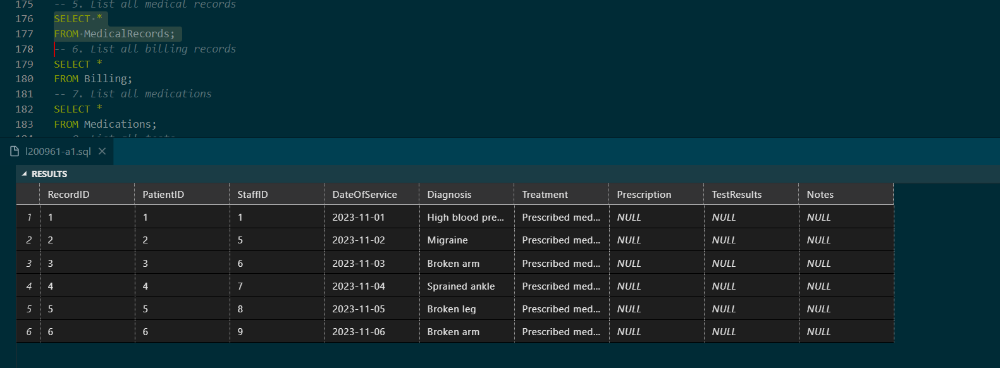 175 -- 5. List all medical records
176 SELECT *
177 FROM MedicalRecords;
178 -- 6. List all billing records
179 SELECT *
180 FROM Billing;
181 -- 7. List all medications
182 SELECT *
183 FROM Medications;
l200961-a1.sql
RESULTS
RecordID PatientID StaffID DateOfService Diagnosis Treatment Prescription TestResults Notes
1 1 1 1 2023-11-01 High blood pre... Prescribed med... NULL NULL NULL
2 2 2 5 2023-11-02 Migraine Prescribed med... NULL NULL NULL
3 3 3 6 2023-11-03 Broken arm Prescribed med... NULL NULL NULL
4 4 4 7 2023-11-04 Sprained ankle Prescribed med... NULL NULL NULL
5 5 5 8 2023-11-05 Broken leg Prescribed med... NULL NULL NULL
6 6 6 9 2023-11-06 Broken arm Prescribed med... NULL NULL NULL